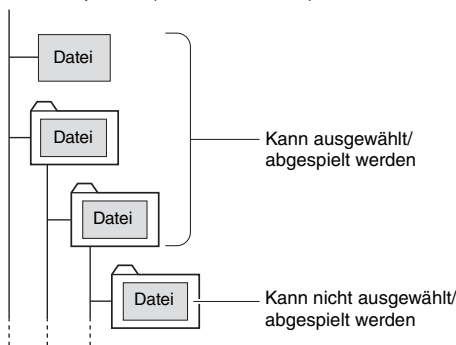 Datei
Datei
Kann ausgewählt/
abgespielt werden
Datei
Datei
Kann nicht ausgewählt/
abgespielt werden